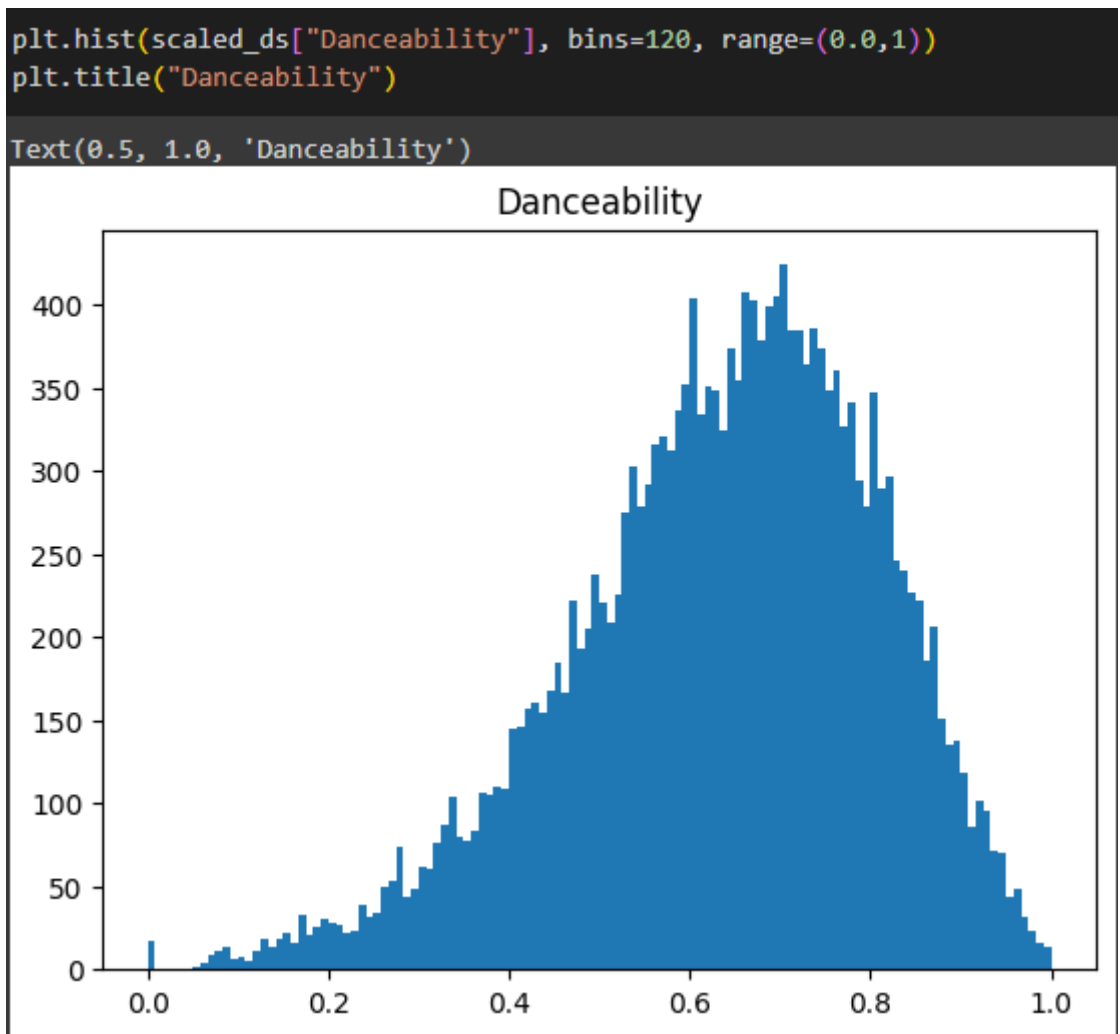 plt.hist(scaled_ds["Danceability"], bins=120, range=(0.0,1))
plt.title("Danceability")
Text(0.5, 1.0, 'Danceability')
Danceability
400
350
300
250
200
150
100
50
0
0.0 0.2 0.4 0.6 0.8 1.0